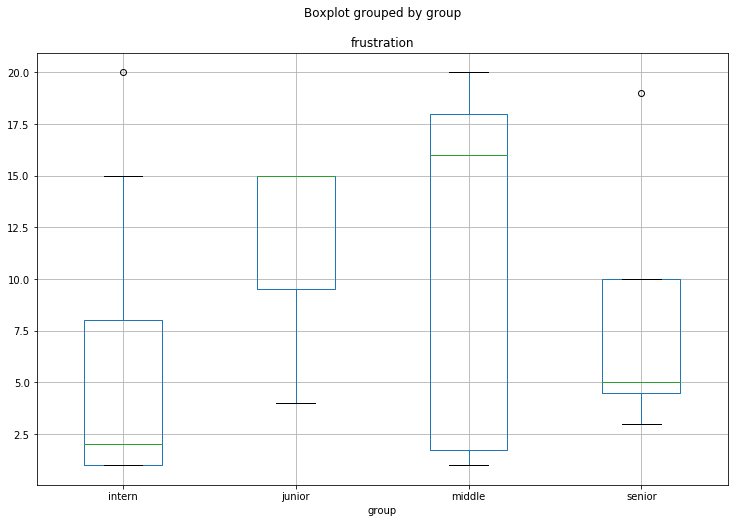 Boxplot grouped by group
frustration
20.0
17.5
15.0
12.5
10.0
7.5
5.0
2.5
intern junior middle senior
group